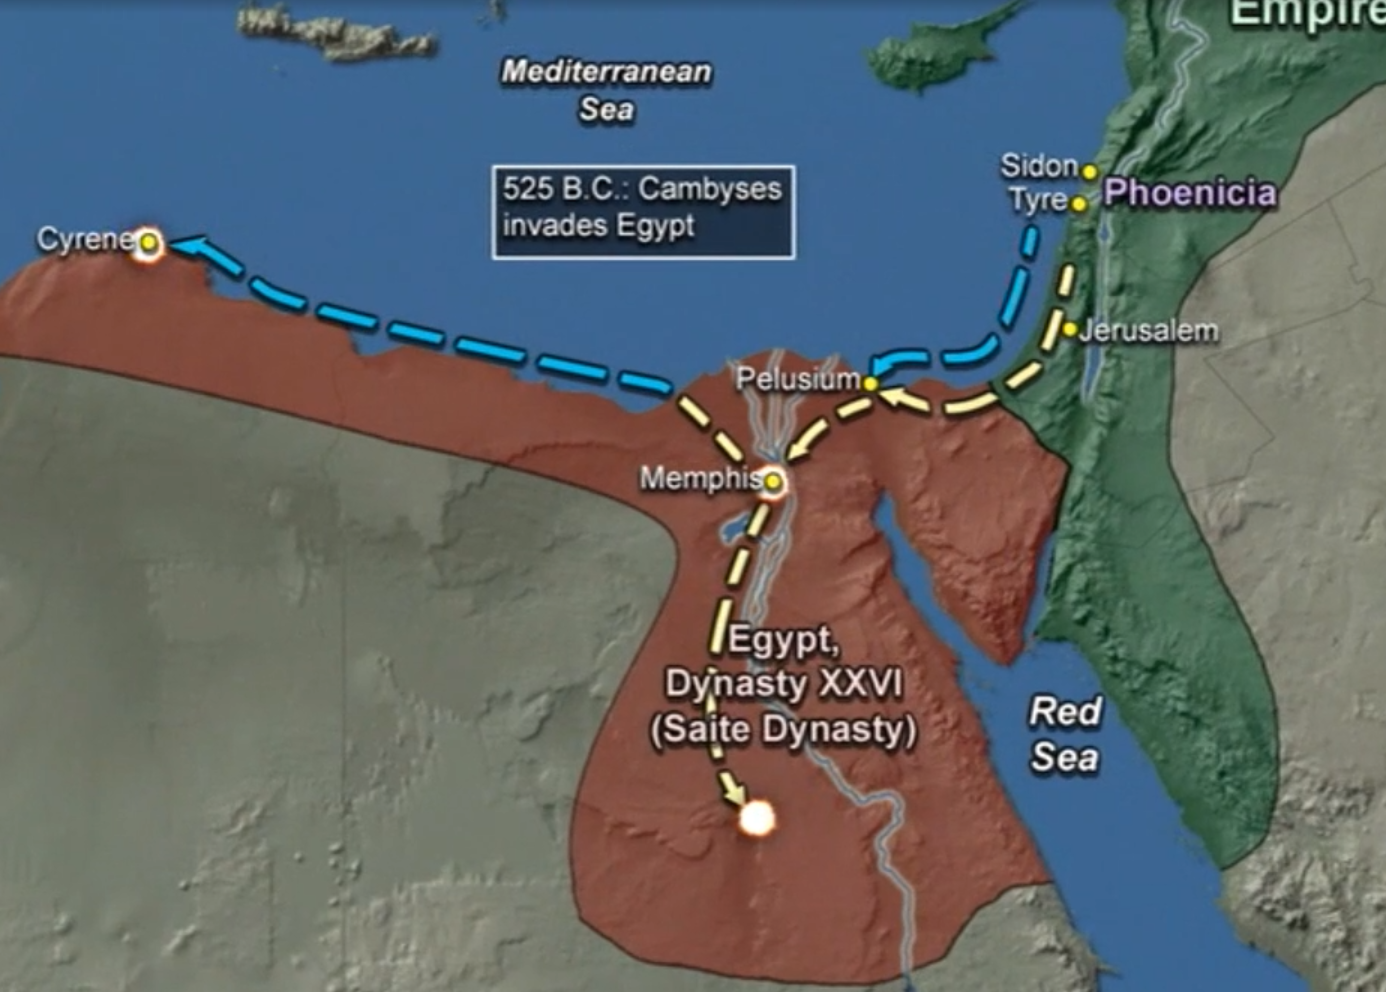 Empire
Mediterranean
Sea
Sidon
525 B.C.: Cambyses
invades Egypt
Tyre
Phoenicia
Cyrene
Jerusalem
Pelusium
Memphis
Egypt,
Dynasty XXVI
(Saite Dynasty)
Red
Sea